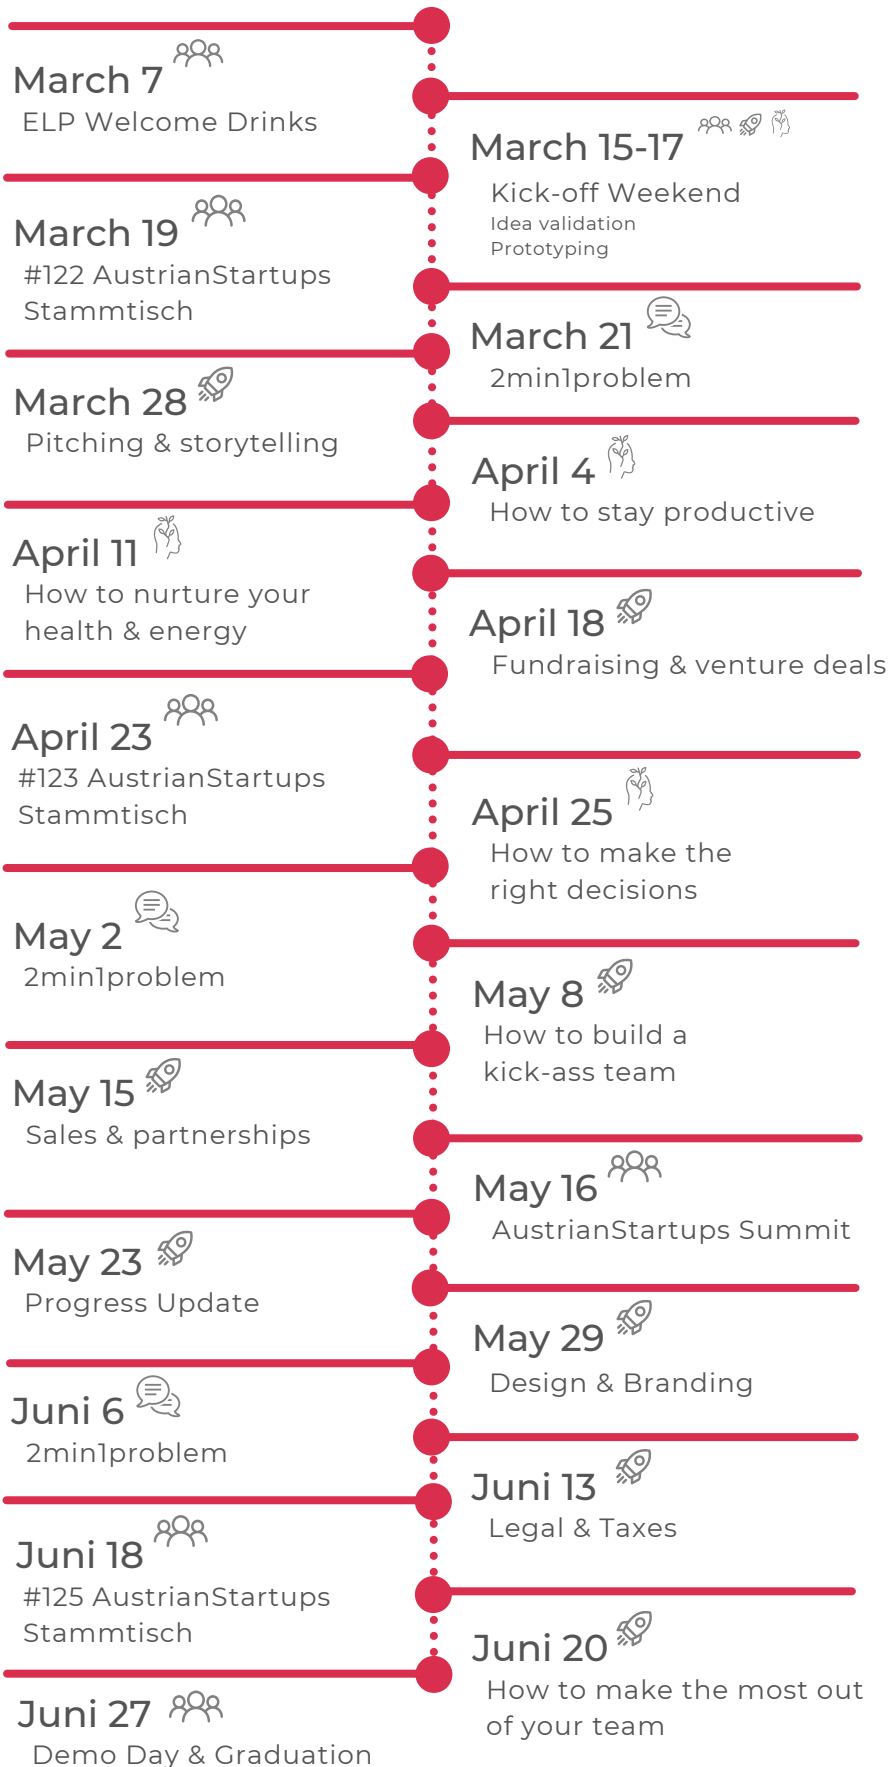 March 7
ELP Welcome Drinks
March 15-17
Kick-off Weekend
Idea validation
Prototyping
March 19
#122 AustrianStartups
Stammtisch
March 21
2min1problem
March 28
Pitching & storytelling
April 4
How to stay productive
April 11
How to nurture your
health & energy
April 18
Fundraising & venture deals
April 23
#123 AustrianStartups
Stammtisch
April 25
How to make the
right decisions
May 2
2min1problem
May 8
How to build a
kick-ass team
May 15
Sales & partnerships
May 16
AustrianStartups Summit
May 23
Progress Update
May 29
Design & Branding
Juni 6
2min1problem
Juni 13
Legal & Taxes
Juni 18
#125 AustrianStartups
Stammtisch
Juni 20
How to make the most out
of your team
Juni 27
Demo Day & Graduation